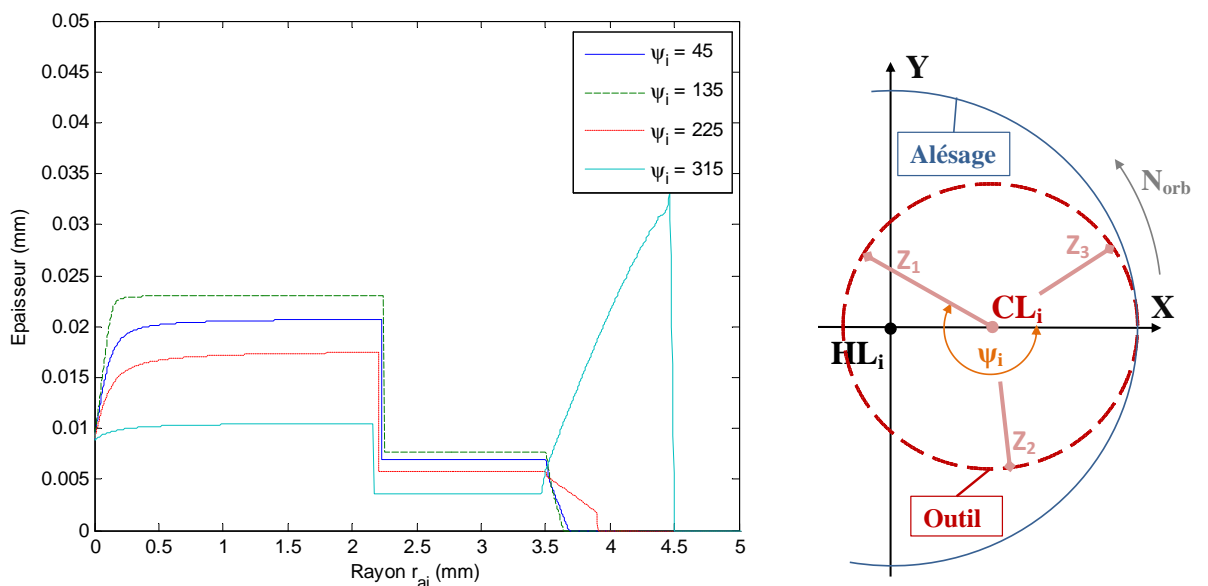 0.05
0.045
0.04
0.035
0.03
0.025
0.02
0.015
0.01
0.005
0
Epaisseur (mm)
0 0.5 1 1.5 2 2.5 3 3.5 4 4.5 5
Rayon r_ai (mm)
ψi = 45
ψi = 135
ψi = 225
ψi = 315
Y
Alésage
Norb
Z1
Z3
CLi
X
HLi
ψi
Z2
Outil